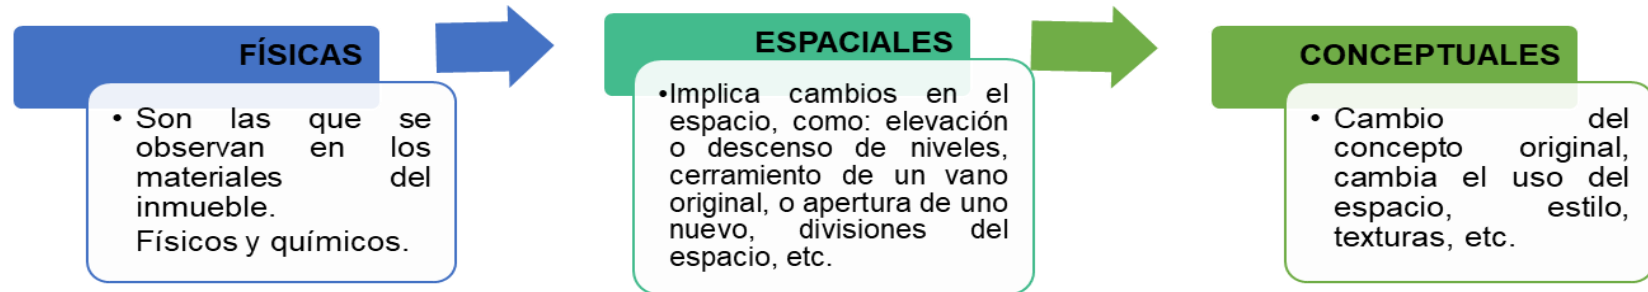 FÍSICAS
• Son las que se
observan en los
materiales del
inmueble.
Físicos y químicos.
ESPACIALES
•Implica cambios en el
espacio, como: elevación
o descenso de niveles,
cerramiento de un vano
original, o apertura de uno
nuevo, divisiones del
espacio, etc.
CONCEPTUALES
• Cambio del
concepto original,
cambia el uso del
espacio, estilo,
texturas, etc.